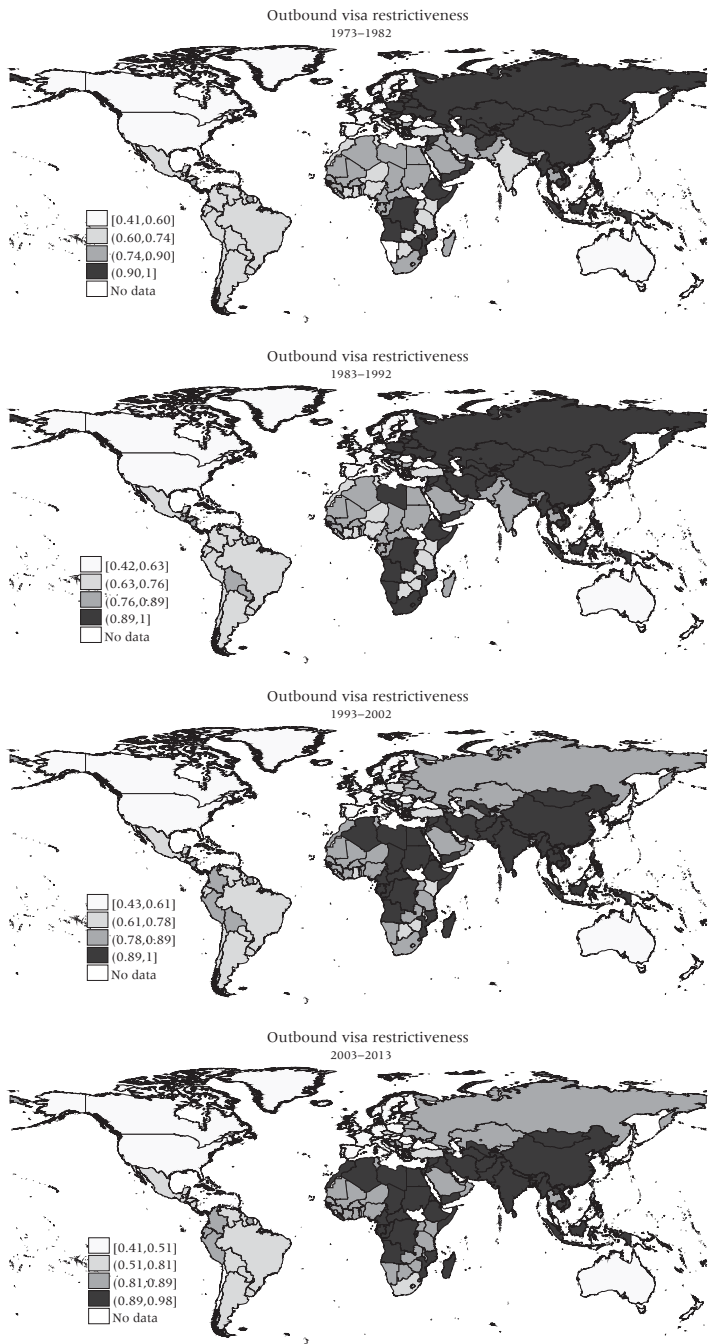 Outbound visa restrictiveness
1973–1982
[0.41,0.60]
(0.60,0.74]
(0.74,0.90]
(0.90,1]
No data
Outbound visa restrictiveness
1983–1992
[0.42,0.63]
(0.63,0.76]
(0.76,0.89]
(0.89,1]
No data
Outbound visa restrictiveness
1993–2002
[0.43,0.61]
(0.61,0.78]
(0.78,0.89]
(0.89,1]
No data
Outbound visa restrictiveness
2003–2013
[0.41,0.51]
(0.51,0.81]
(0.81,0.89]
(0.89,0.98]
No data